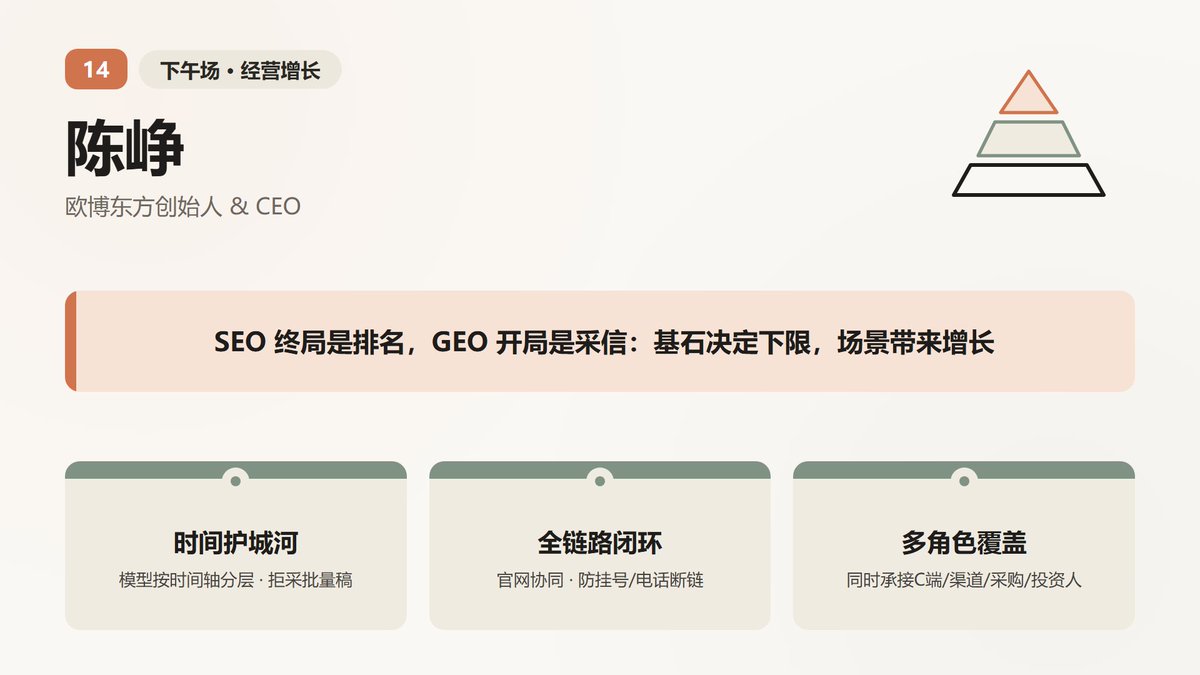 14
下午场·经营增长
陈峥
欧博东方创始人 & CEO
SEO 终局是排名，GEO 开局是采信：基石决定下限，场景带来增长
时间护城河
模型按时间轴分层 · 拒采批量稿
全链路闭环
官网协同 · 防挂号/电话断链
多角色覆盖
同时承接C端/渠道/采购/投资人